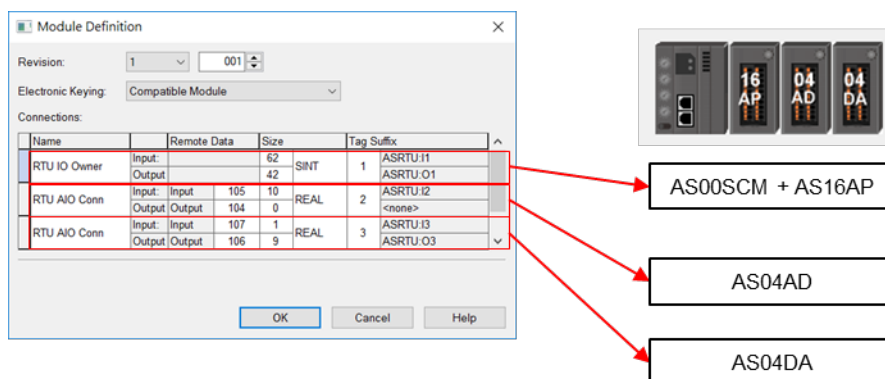 Module Definition
Revision: 1 001
Electronic Keying: Compatible Module
Connections:
Name Remote Data Size Tag Suffix
RTU IO Owner Input: 62 SINT 1 ASRTU:I1
Output 42 ASRTU:O1
RTU AIO Conn Input: Input 105 10 REAL 2 ASRTU:I2
Output Output 104 0 <none>
RTU AIO Conn Input: Input 107 1 REAL 3 ASRTU:I3
Output Output 106 9 ASRTU:O3
OK Cancel Help
16 04 04
AP AD DA
AS00SCM + AS16AP
AS04AD
AS04DA